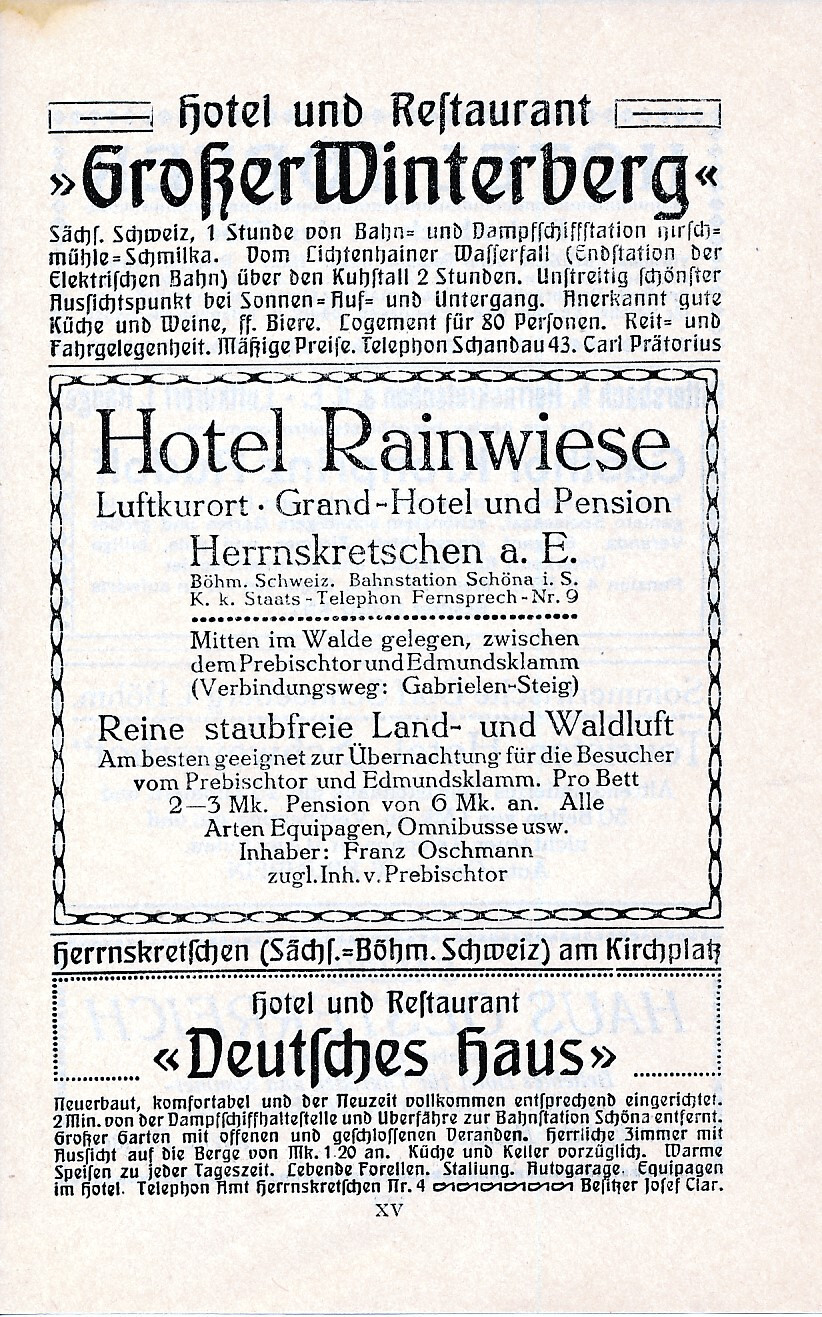 Hotel und Restaurant
»Großer Winterberg«
Sächs. Schweiz, 1 Stunde von Bahn= und Dampfschiffstation Hirsch=
mühle=Schmilka. Vom Lichtenhainer Wasserfall (Endstation der
Elektrischen Bahn) über den Kuhstall 2 Stunden. Unstreitig schönster
Aussichtspunkt bei Sonnen=Auf= und Untergang. Anerkannt gute
Küche und Weine, ff. Biere. Logement für 80 Personen. Reit= und
Fahrgelegenheit. Mäßige Preise. Telephon Schandau 43. Carl Prätorius
Hotel Rainwiese
Luftkurort · Grand-Hotel und Pension
Herrnskretschen a. E.
Böhm. Schweiz. Bahnstation Schöna i. S.
K. k. Staats-Telephon Fernsprech-Nr. 9
Mitten im Walde gelegen, zwischen
dem Prebischtor und Edmundsklamm
(Verbindungsweg: Gabrielen-Steig)
Reine staubfreie Land- und Waldluft
Am besten geeignet zur Übernachtung für die Besucher
vom Prebischtor und Edmundsklamm. Pro Bett
2—3 Mk. Pension von 6 Mk. an. Alle
Arten Equipagen, Omnibusse usw.
Inhaber: Franz Oschmann
zugl. Inh. v. Prebischtor
Herrnskretschen (Sächs.=Böhm. Schweiz) am Kirchplatz
Hotel und Restaurant
«Deutsches Haus»
Neuerbaut, komfortabel und der Neuzeit vollkommen entsprechend eingerichtet.
2 Min. von der Dampfschiffhaltestelle und Überfähre zur Bahnstation Schöna entfernt.
Großer Garten mit offenen und geschlossenen Veranden. Herrliche Zimmer mit
Aussicht auf die Berge von Mk. 1.20 an. Küche und Keller vorzüglich. Warme
Speisen zu jeder Tageszeit. Lebende Forellen. Stallung. Autogarage. Equipagen
im Hotel. Telephon Amt Herrnskretschen Nr. 4 Besitzer Josef Clar.
XV